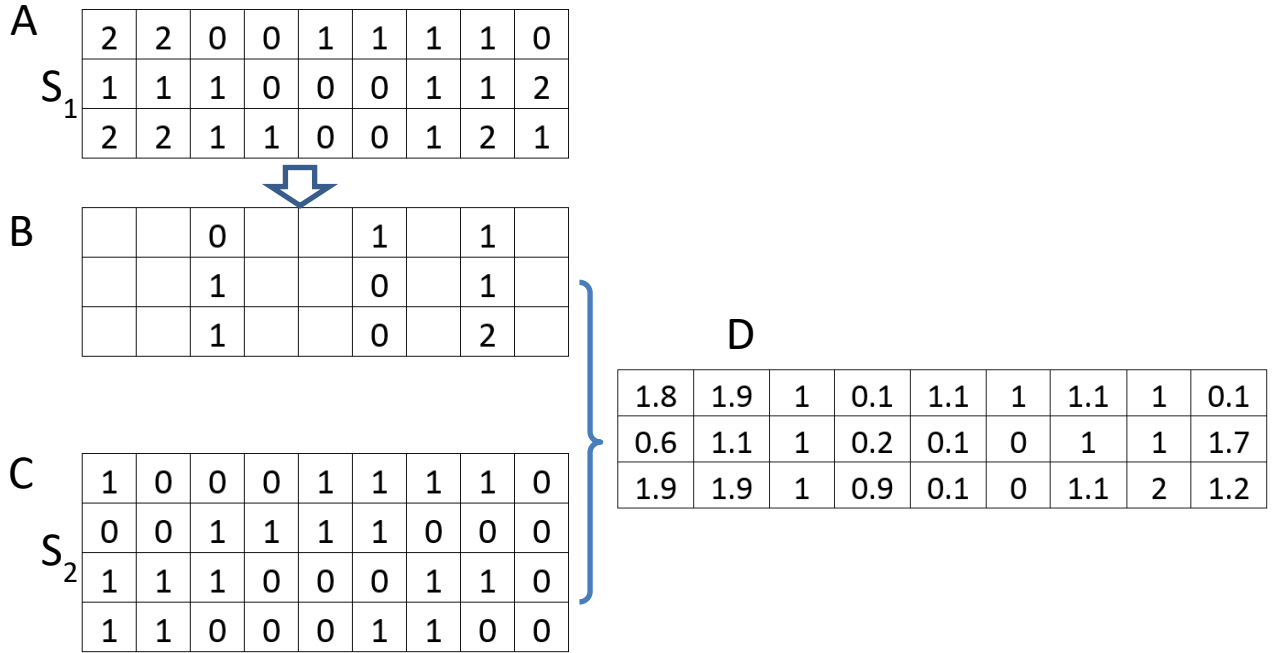 A
2 2 0 0 1 1 1 1 0
S1
1 1 1 0 0 0 1 1 2
2 2 1 1 0 0 1 2 1
B
0 1 1
1 0 1
1 0 2
D
1.8 1.9 1 0.1 1.1 1 1.1 1 0.1
0.6 1.1 1 0.2 0.1 0 1 1 1.7
1.9 1.9 1 0.9 0.1 0 1.1 2 1.2
C
1 0 0 0 1 1 1 1 0
0 0 1 1 1 1 0 0 0
S2
1 1 1 0 0 0 1 1 0
1 1 0 0 0 1 1 0 0